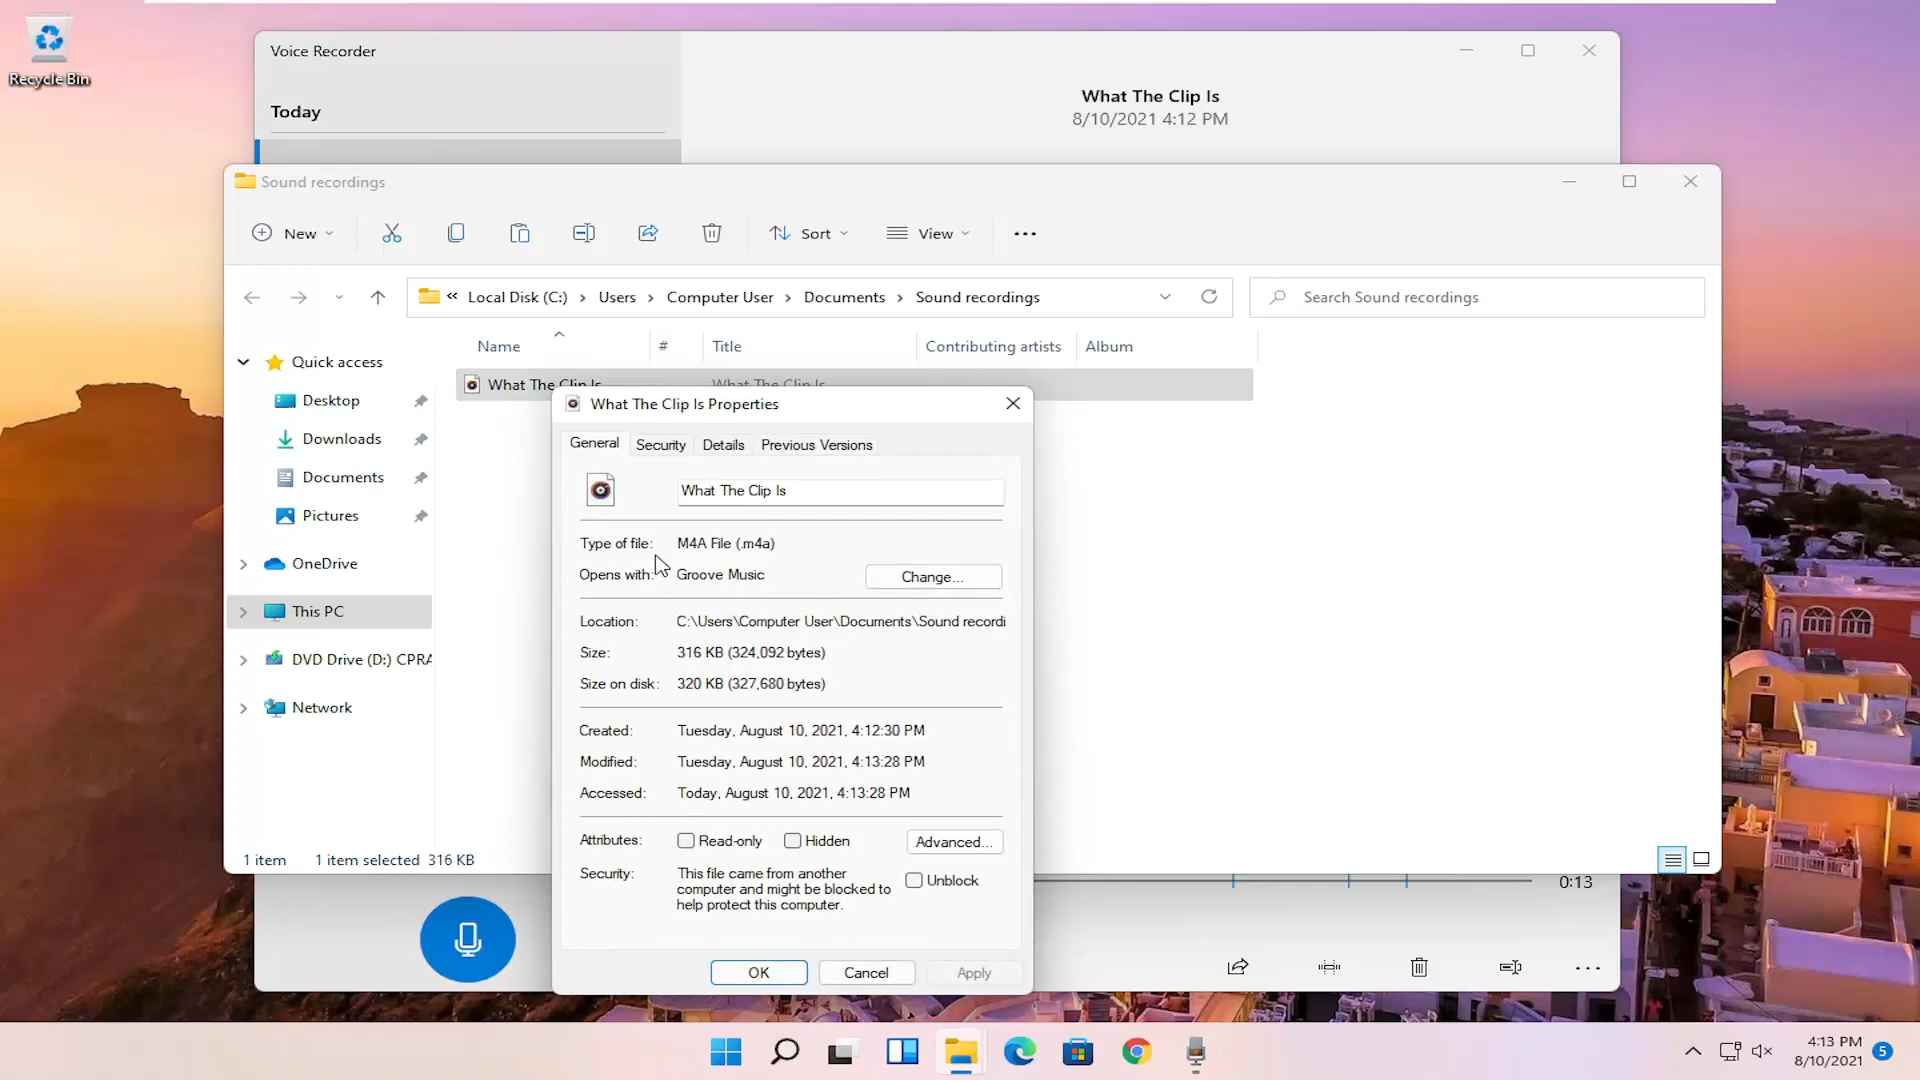 Recycle Bin
Voice Recorder
Today
What The Clip Is
8/10/2021 4:12 PM
Sound recordings
New
Sort
View
« Local Disk (C:) > Users > Computer User > Documents > Sound recordings
Search Sound recordings
Name # Title Contributing artists Album
What The Clip Is What The Clip Is
Quick access
Desktop
Downloads
Documents
Pictures
OneDrive
This PC
DVD Drive (D:) CPRA
Network
What The Clip Is Properties
General Security Details Previous Versions
What The Clip Is
Type of file: M4A File (.m4a)
Opens with: Groove Music Change...
Location: C:\Users\Computer User\Documents\Sound recordi
Size: 316 KB (324,092 bytes)
Size on disk: 320 KB (327,680 bytes)
Created: Tuesday, August 10, 2021, 4:12:30 PM
Modified: Tuesday, August 10, 2021, 4:13:28 PM
Accessed: Today, August 10, 2021, 4:13:28 PM
Attributes: Read-only Hidden Advanced...
Security: This file came from another
computer and might be blocked to
help protect this computer.
Unblock
OK Cancel Apply
1 item 1 item selected 316 KB
0:13
4:13 PM
8/10/2021
5